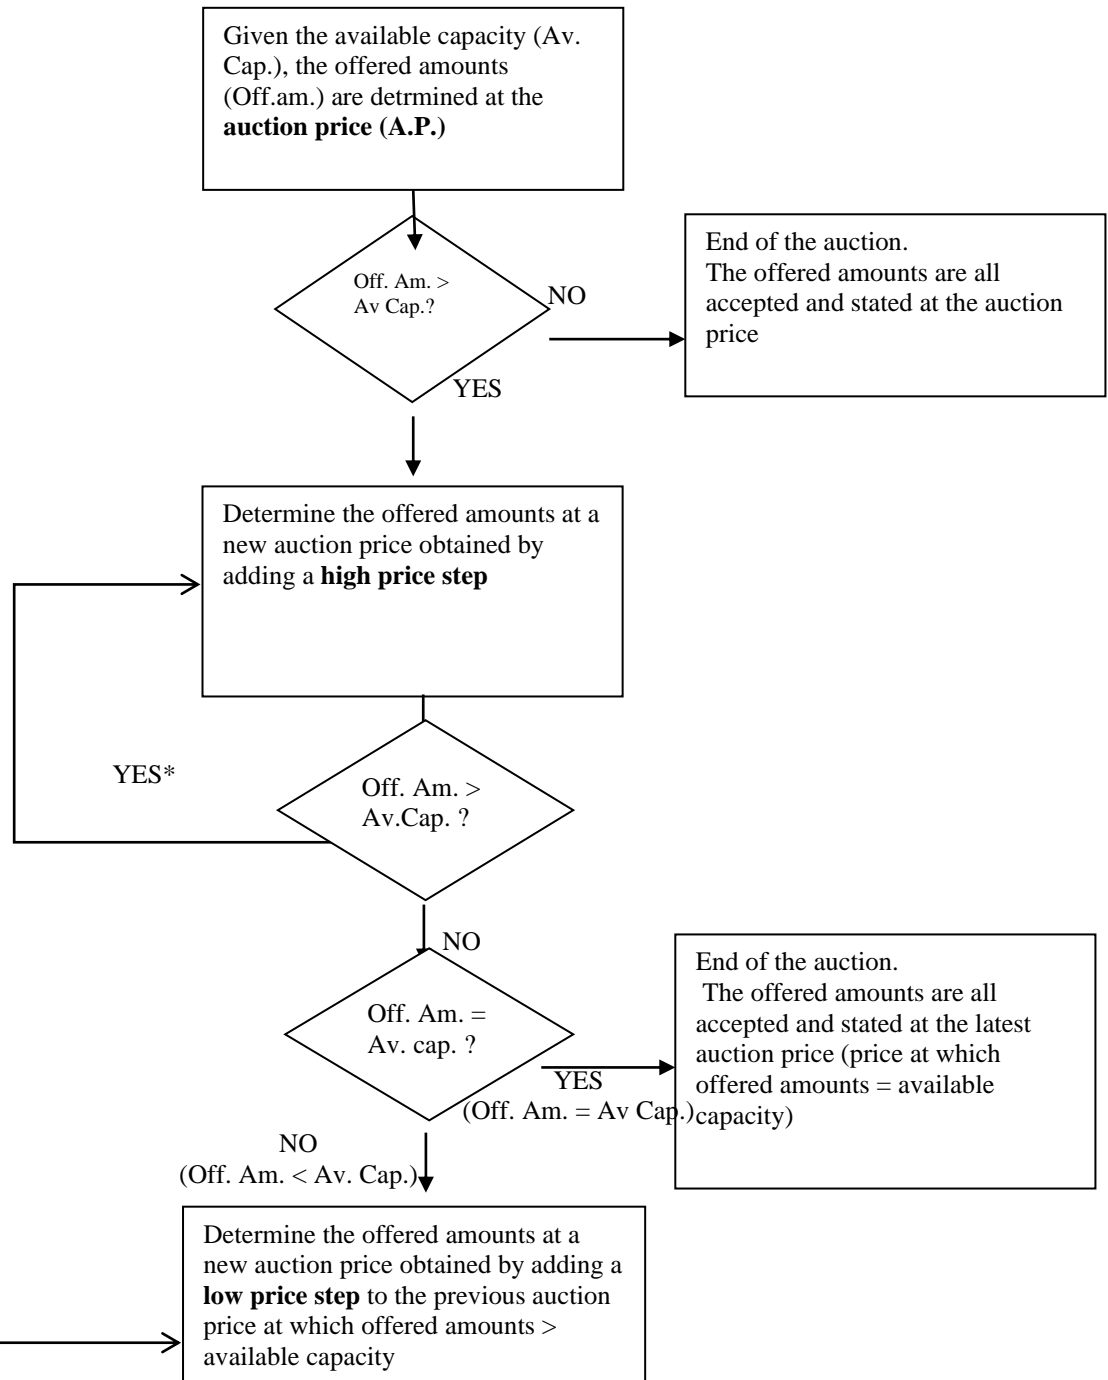 Given the available capacity (Av.
Cap.), the offered amounts
(Off.am.) are detrmined at the
auction price (A.P.)
Off. Am. >
Av Cap.?
NO
End of the auction.
The offered amounts are all
accepted and stated at the auction
price
YES
Determine the offered amounts at a
new auction price obtained by
adding a high price step
YES*
Off. Am. >
Av.Cap. ?
NO
Off. Am. =
Av. cap. ?
YES
(Off. Am. = Av Cap.)
End of the auction.
The offered amounts are all
accepted and stated at the latest
auction price (price at which
offered amounts = available
capacity)
NO
(Off. Am. < Av. Cap.)
Determine the offered amounts at a
new auction price obtained by adding a
low price step to the previous auction
price at which offered amounts >
available capacity